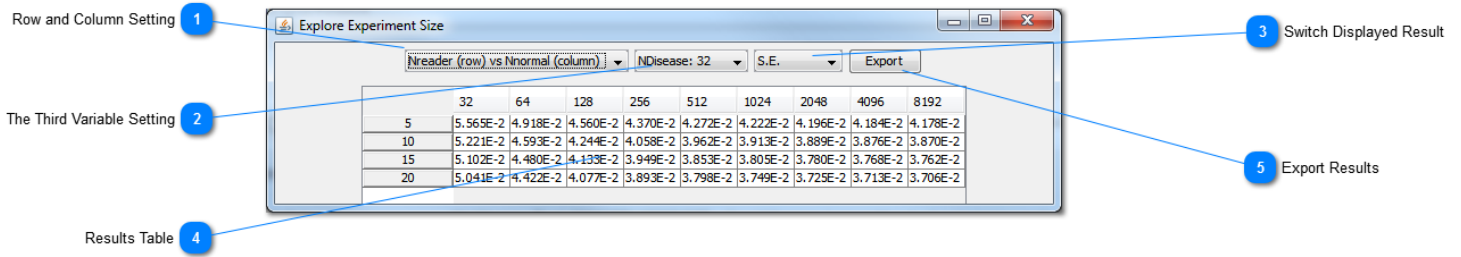 Row and Column Setting 1
Explore Experiment Size
3 Switch Displayed Result
Nreader (row) vs Nnormal (column) NDisease: 32 S.E. Export
The Third Variable Setting 2
32 64 128 256 512 1024 2048 4096 8192
5 5.565E-2 4.918E-2 4.560E-2 4.370E-2 4.272E-2 4.222E-2 4.196E-2 4.184E-2 4.178E-2
10 5.221E-2 4.593E-2 4.244E-2 4.058E-2 3.962E-2 3.913E-2 3.889E-2 3.876E-2 3.870E-2
15 5.102E-2 4.480E-2 4.133E-2 3.949E-2 3.853E-2 3.805E-2 3.780E-2 3.768E-2 3.762E-2
20 5.041E-2 4.422E-2 4.077E-2 3.893E-2 3.798E-2 3.749E-2 3.725E-2 3.713E-2 3.706E-2
5 Export Results
Results Table 4